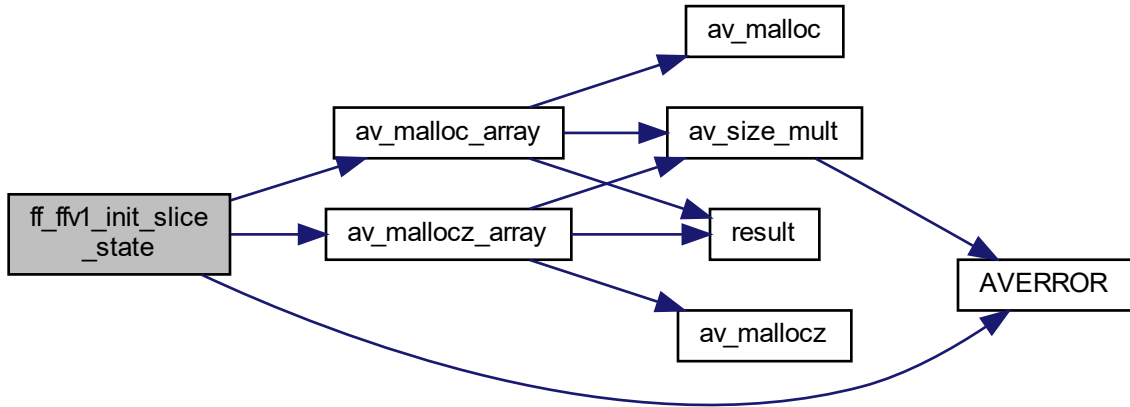 ff_ffv1_init_slice
_state
av_malloc_array
av_mallocz_array
av_malloc
av_size_mult
result
av_mallocz
AVERROR